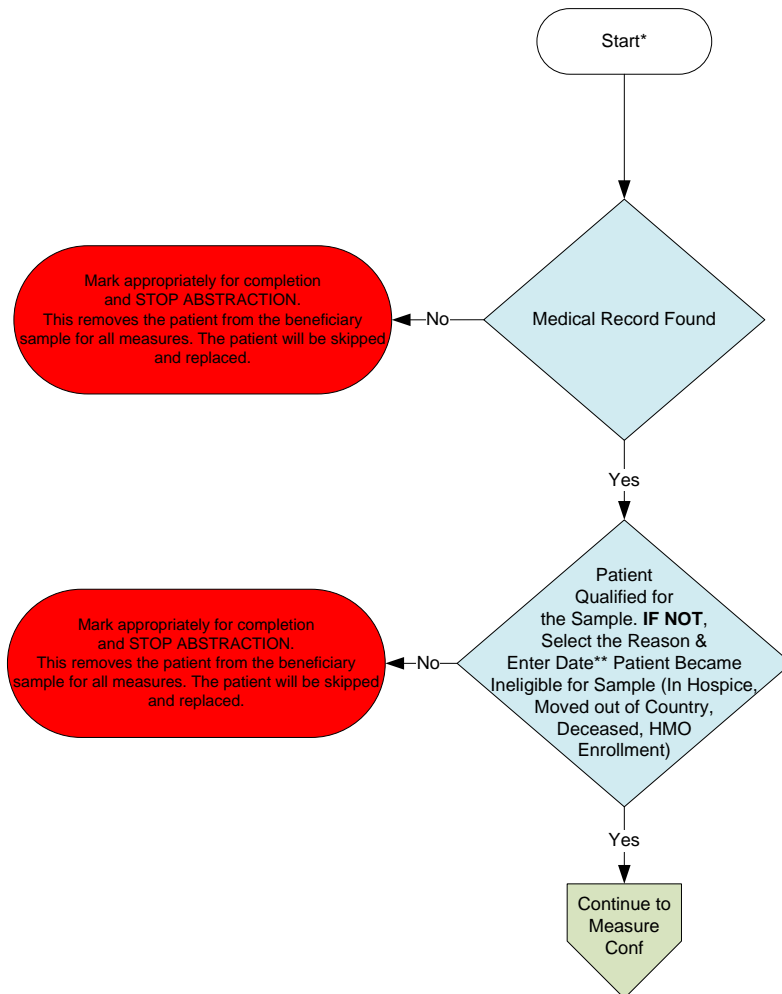 Start*
Medical Record Found
No
Mark appropriately for completion
and STOP ABSTRACTION.
This removes the patient from the beneficiary
sample for all measures. The patient will be skipped
and replaced.
Yes
Patient
Qualified for
the Sample. IF NOT,
Select the Reason &
Enter Date** Patient Became
Ineligible for Sample (In Hospice,
Moved out of Country,
Deceased, HMO
Enrollment)
No
Mark appropriately for completion
and STOP ABSTRACTION.
This removes the patient from the beneficiary
sample for all measures. The patient will be skipped
and replaced.
Yes
Continue to
Measure
Conf